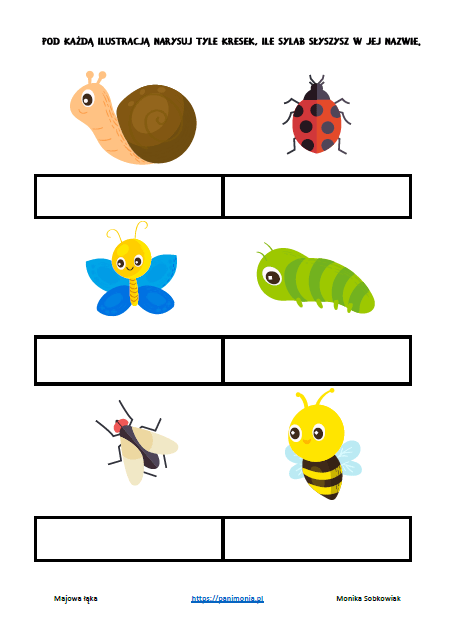 POD KAŻDĄ ILUSTRACJĄ NARYSUJ TYLE KRESEK, ILE SYLAB SŁYSZYSZ W JEJ NAZWIE.
Majowa łąka https://panimonia.pl Monika Sobkowiak